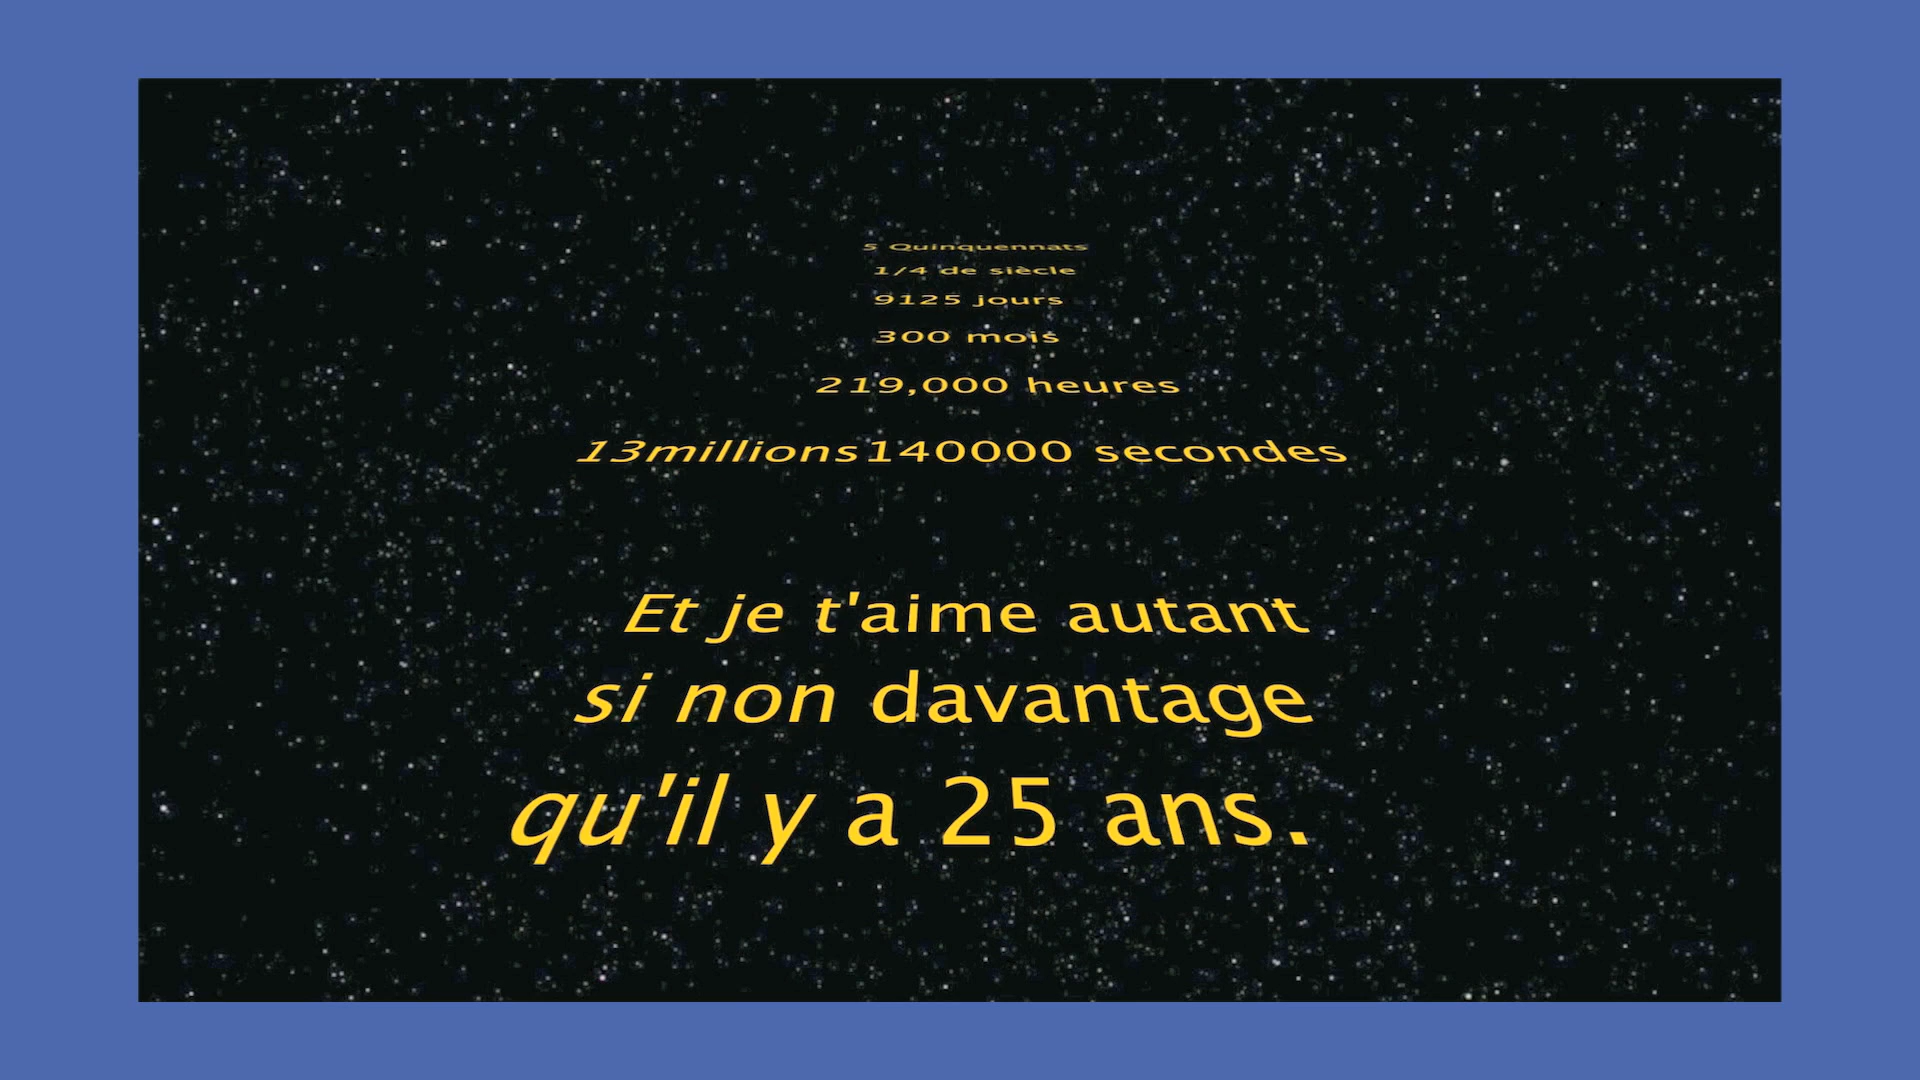 5 Quinquennats
1/4 de siècle
9125 jours
300 mois
219,000 heures
13millions140000 secondes
Et je t'aime autant
si non davantage
qu'il y a 25 ans.